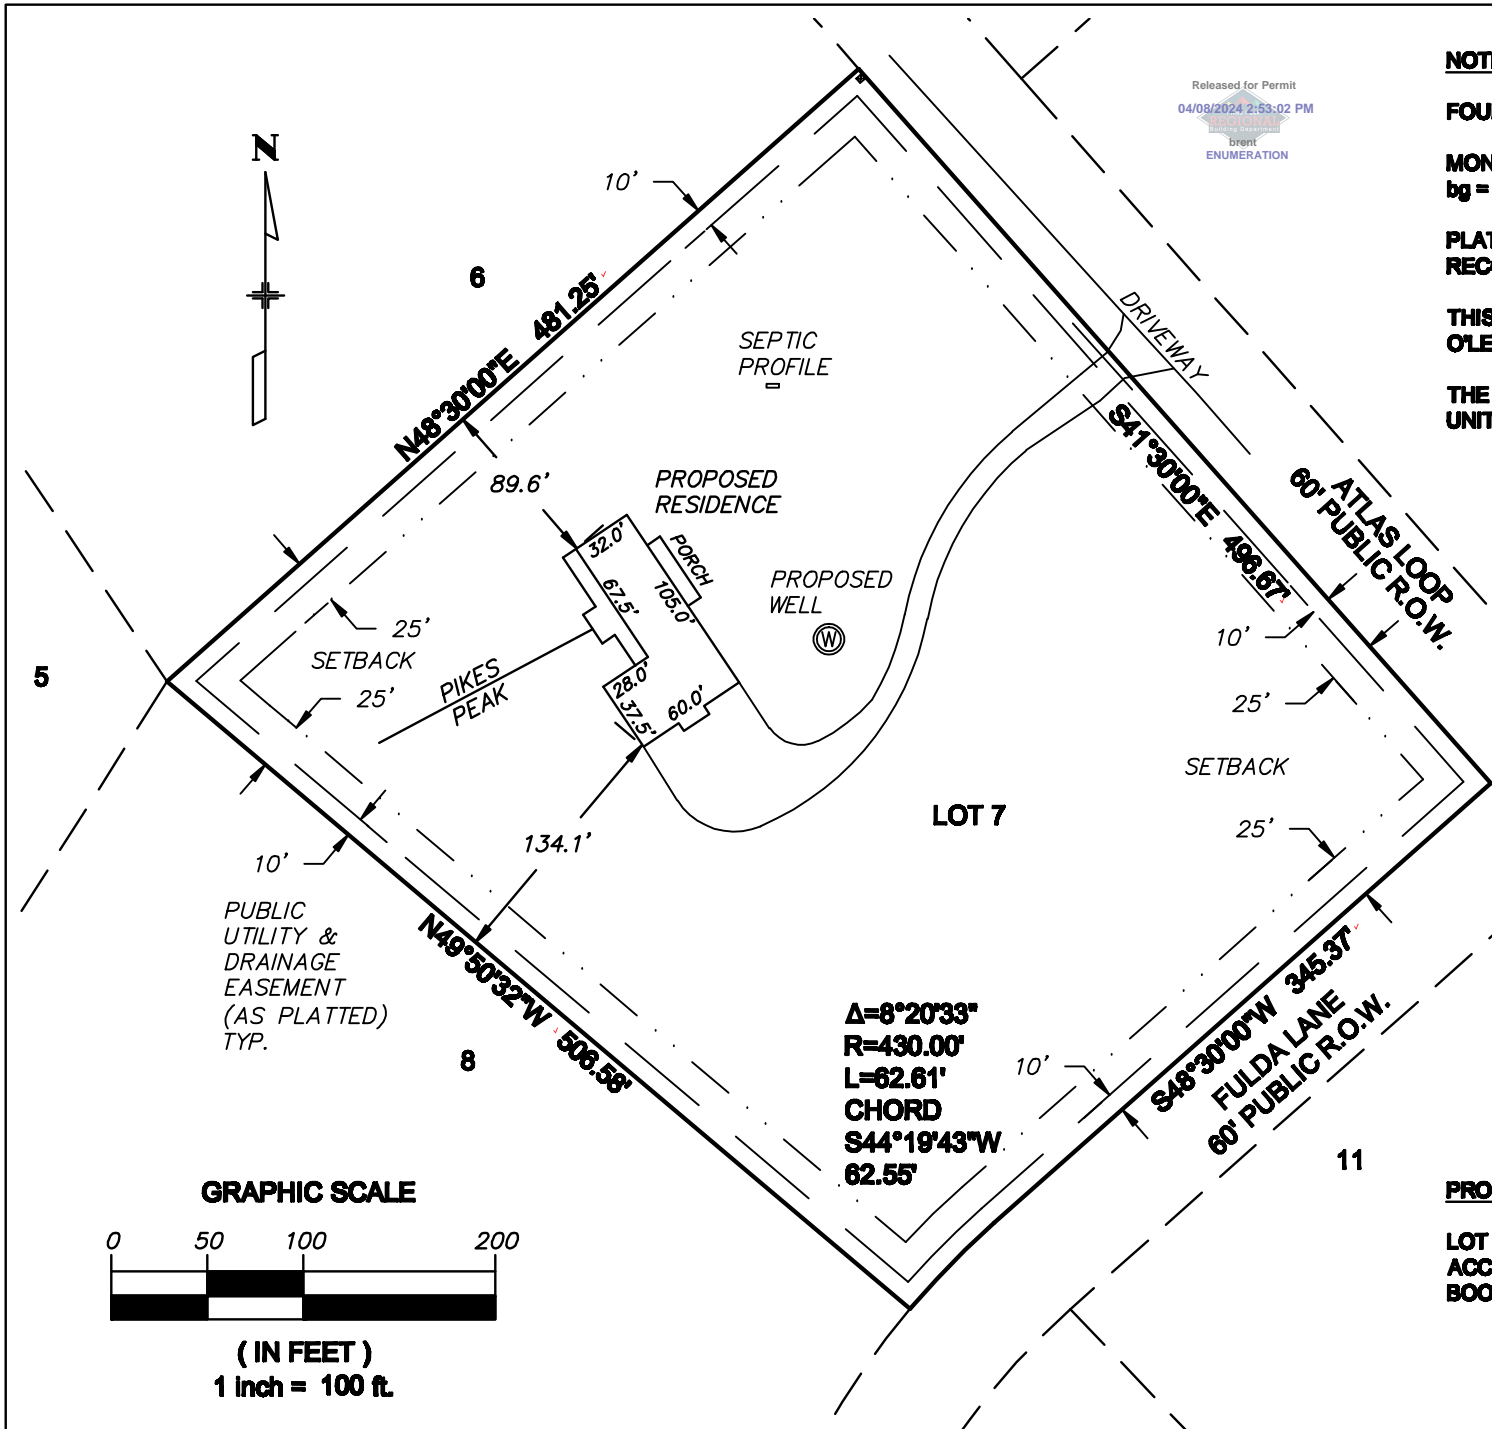 NOT
FOU
MON
bg =
PLAT
REC
THIS
O'LE
THE
UNIT
Released for Permit
04/08/2024 2:53:02 PM
REGIONAL
Building Department
brent
ENUMERATION
N
10'
6
N48°30'00"E 481.25'
SEPTIC
PROFILE
DRIVEWAY
S41°30'00"E 496.67'
ATLAS LOOP
60' PUBLIC R.O.W.
89.6'
PROPOSED
RESIDENCE
32.0'
PORCH
67.5'
105.0'
PROPOSED
WELL
W
25'
SETBACK
25'
5
PIKES
PEAK
28.0'
37.5'
60.0'
10'
25'
SETBACK
25'
LOT 7
134.1'
10'
PUBLIC
UTILITY &
DRAINAGE
EASEMENT
(AS PLATTED)
TYP.
N49°50'32"W 506.58'
8
Δ=8°20'33"
R=430.00'
L=62.61'
CHORD
S44°19'43"W
62.55'
10'
S48°30'00"W 345.37'
FULDA LANE
60' PUBLIC R.O.W.
11
GRAPHIC SCALE
0 50 100 200
( IN FEET )
1 inch = 100 ft.
PRO
LOT
ACC
BOO